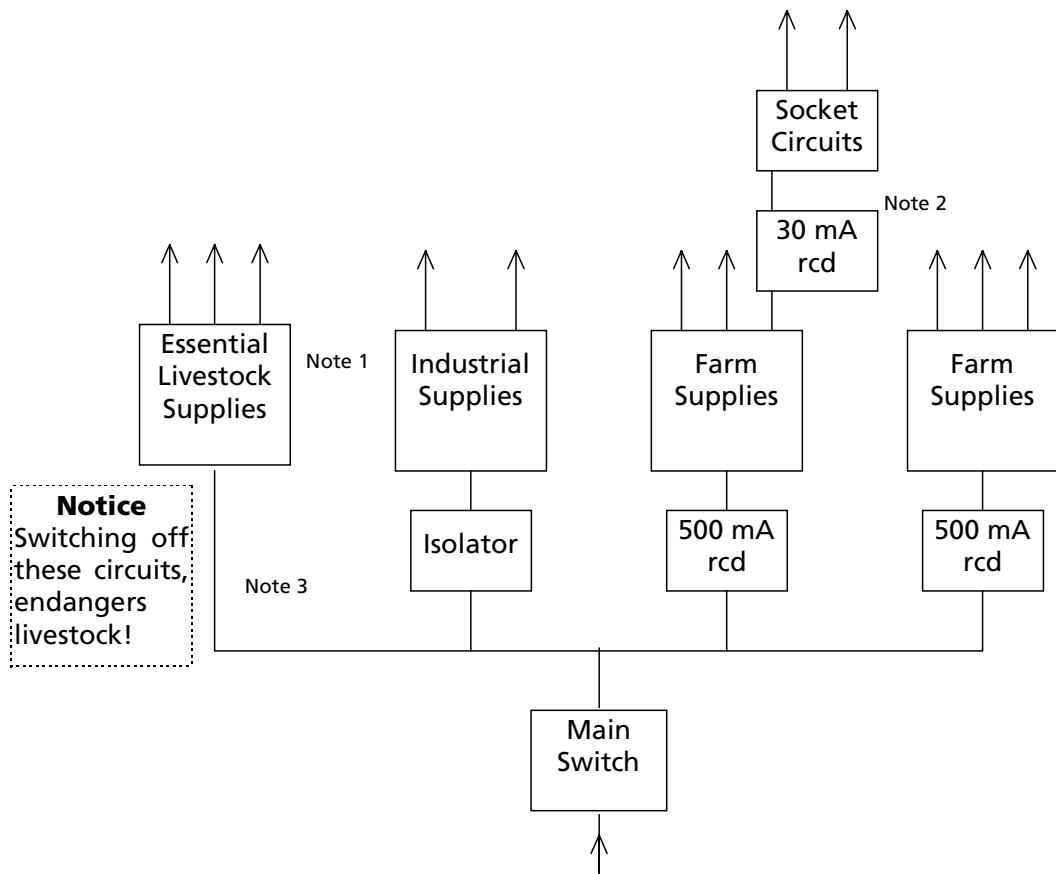 Socket
Circuits
Note 2
30 mA
rcd
Essential
Livestock
Supplies
Note 1
Industrial
Supplies
Farm
Supplies
Farm
Supplies
Notice
Switching off
these circuits,
endangers
livestock!
Note 3
Isolator
500 mA
rcd
500 mA
rcd
Main
Switch